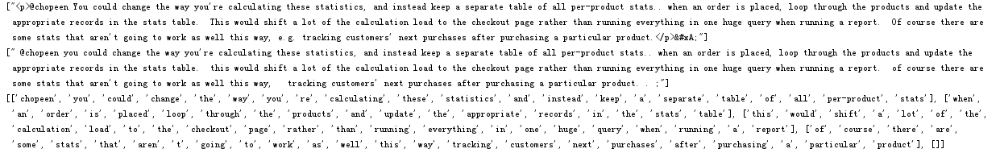 ["<p>@chopeen You could change the way you're calculating these statistics, and instead keep a separate table of all per-product stats.. when an order is placed, loop through the products and update the
appropriate records in the stats table.  This would shift a lot of the calculation load to the checkout page rather than running everything in one huge query when running a report.  Of course there are
some stats that aren't going to work as well this way, e.g. tracking customers' next purchases after purchasing a particular product.</p>&#xA;"]
[" @chopeen you could change the way you're calculating these statistics, and instead keep a separate table of all per-product stats.. when an order is placed, loop through the products and update the
appropriate records in the stats table.  this would shift a lot of the calculation load to the checkout page rather than running everything in one huge query when running a report.  of course there are
some stats that aren't going to work as well this way,   tracking customers' next purchases after purchasing a particular product. . ;"]
[['chopeen', 'you', 'could', 'change', 'the', 'way', 'you', 're', 'calculating', 'these', 'statistics', 'and', 'instead', 'keep', 'a', 'separate', 'table', 'of', 'all', 'per-product', 'stats'], ['when',
'an', 'order', 'is', 'placed', 'loop', 'through', 'the', 'products', 'and', 'update', 'the', 'appropriate', 'records', 'in', 'the', 'stats', 'table'], ['this', 'would', 'shift', 'a', 'lot', 'of', 'the',
'calculation', 'load', 'to', 'the', 'checkout', 'page', 'rather', 'than', 'running', 'everything', 'in', 'one', 'huge', 'query', 'when', 'running', 'a', 'report'], ['of', 'course', 'there', 'are',
'some', 'stats', 'that', 'aren', 't', 'going', 'to', 'work', 'as', 'well', 'this', 'way', 'tracking', 'customers', 'next', 'purchases', 'after', 'purchasing', 'a', 'particular', 'product'], []]